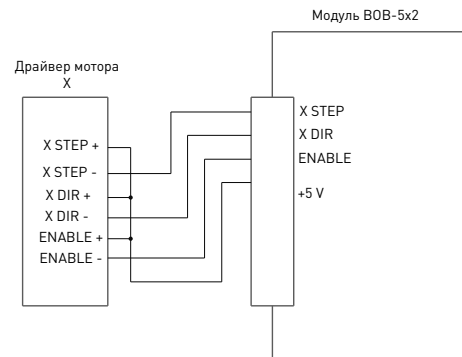 Модуль BOB-5x2
Драйвер мотора
X
X STEP +
X STEP -
X DIR +
X DIR -
ENABLE +
ENABLE -
X STEP
X DIR
ENABLE
+5 V